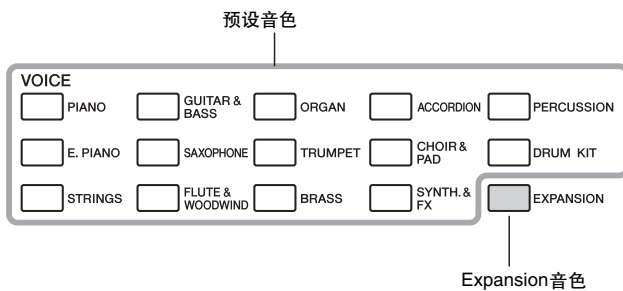 预设音色
VOICE
PIANO
GUITAR &
BASS
ORGAN
ACCORDION
PERCUSSION
E. PIANO
SAXOPHONE
TRUMPET
CHOIR &
PAD
DRUM KIT
STRINGS
FLUTE &
WOODWIND
BRASS
SYNTH. &
FX
EXPANSION
Expansion音色